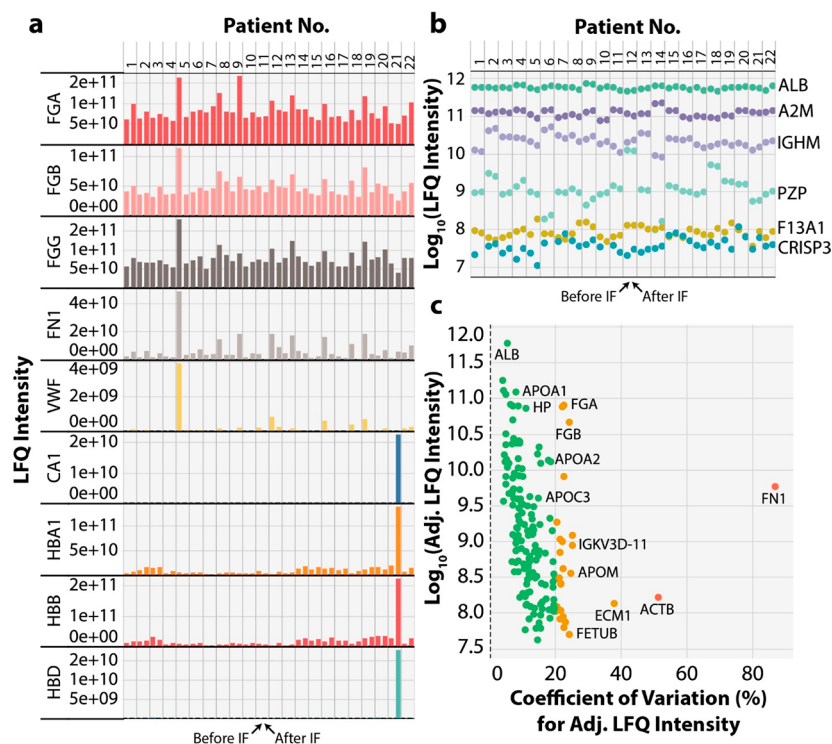 a
Patient No.
1 2 3 4 5 6 7 8 9 10 11 12 13 14 15 16 17 18 19 20 21 22
LFQ Intensity
FGA
2e+11
1e+11
5e+10
FGB
1e+11
5e+10
0e+00
FGG
2e+11
1e+11
5e+10
FN1
4e+10
2e+10
0e+00
VWF
4e+09
2e+09
0e+00
CA1
2e+10
1e+10
0e+00
HBA1
1e+11
5e+10
HBB
2e+11
1e+11
0e+00
HBD
2e+10
1e+10
5e+09
Before IF After IF
b
Patient No.
1 2 3 4 5 6 7 8 9 10 11 12 13 14 15 16 17 18 19 20 21 22
Log10(LFQ Intensity)
12
11
10
9
8
7
ALB
A2M
IGHM
PZP
F13A1
CRISP3
Before IF After IF
c
Log10(Adj. LFQ Intensity)
12.0
11.5
11.0
10.5
10.0
9.5
9.0
8.5
8.0
7.5
ALB
APOA1
HP FGA
FGB
APOA2
APOC3
FN1
IGKV3D-11
APOM
ECM1 ACTB
FETUB
0 20 40 60 80
Coefficient of Variation (%)
for Adj. LFQ Intensity